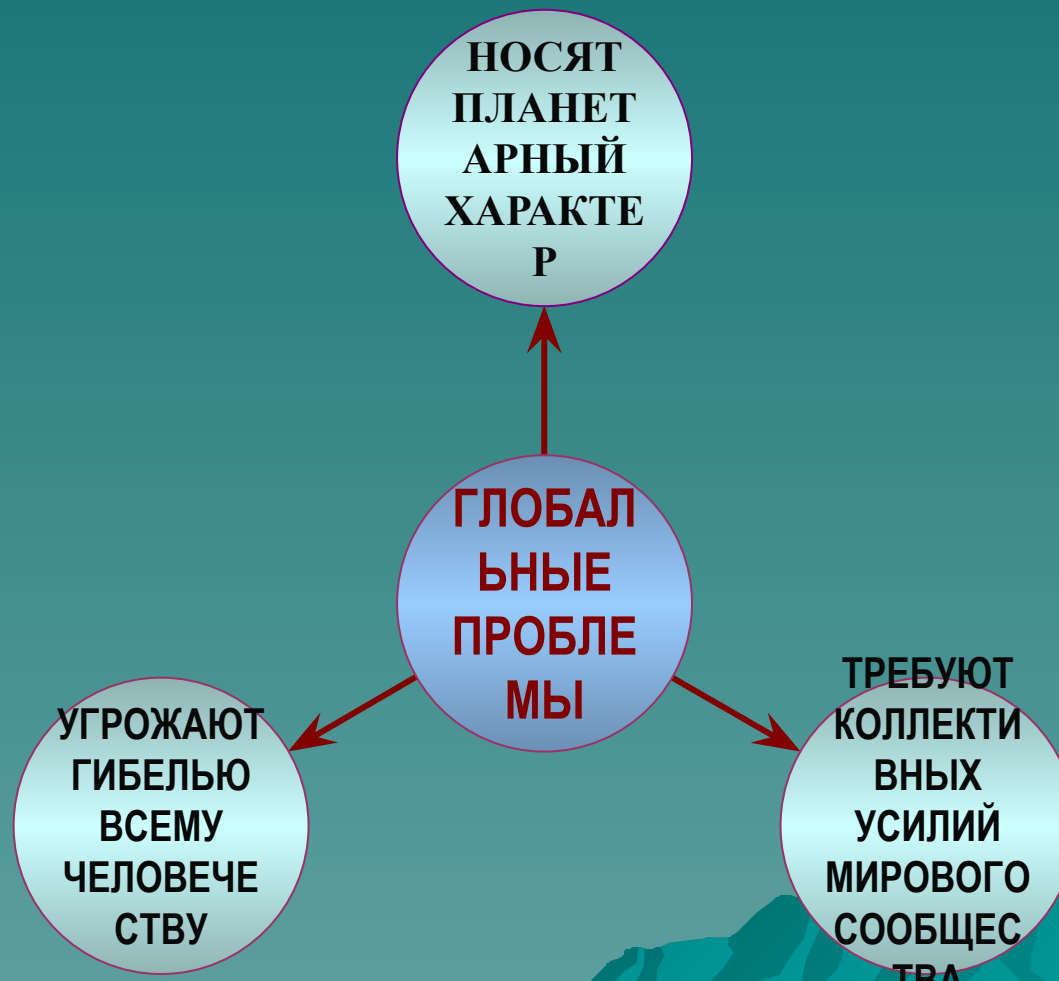 НОСЯТ
ПЛАНЕТ
АРНЫЙ
ХАРАКТЕ
Р
ГЛОБАЛ
ЬНЫЕ
ПРОБЛЕ
МЫ
УГРОЖАЮТ
ГИБЕЛЬЮ
ВСЕМУ
ЧЕЛОВЕЧЕ
СТВУ
ТРЕБУЮТ
КОЛЛЕКТИ
ВНЫХ
УСИЛИЙ
МИРОВОГО
СООБЩЕС
ТВА